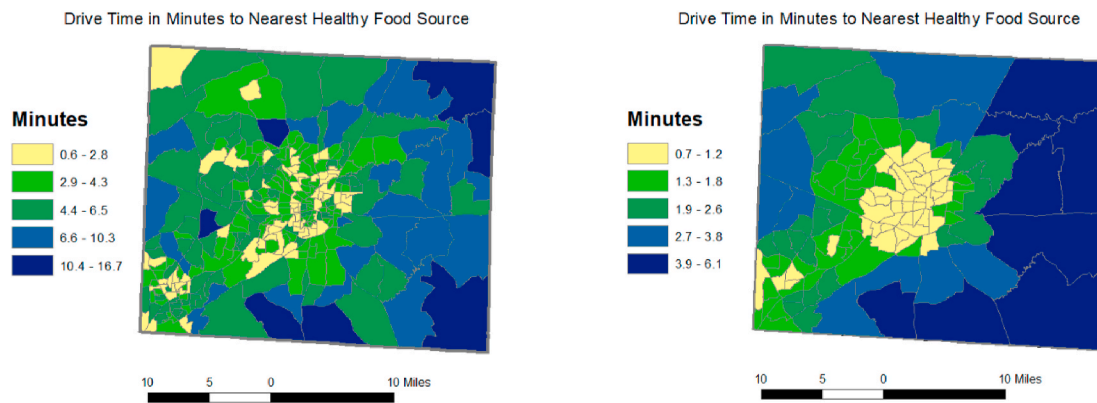 Drive Time in Minutes to Nearest Healthy Food Source
Minutes
0.6 - 2.8
2.9 - 4.3
4.4 - 6.5
6.6 - 10.3
10.4 - 16.7
10 5 0 10 Miles
Drive Time in Minutes to Nearest Healthy Food Source
Minutes
0.7 - 1.2
1.3 - 1.8
1.9 - 2.6
2.7 - 3.8
3.9 - 6.1
10 5 0 10 Miles